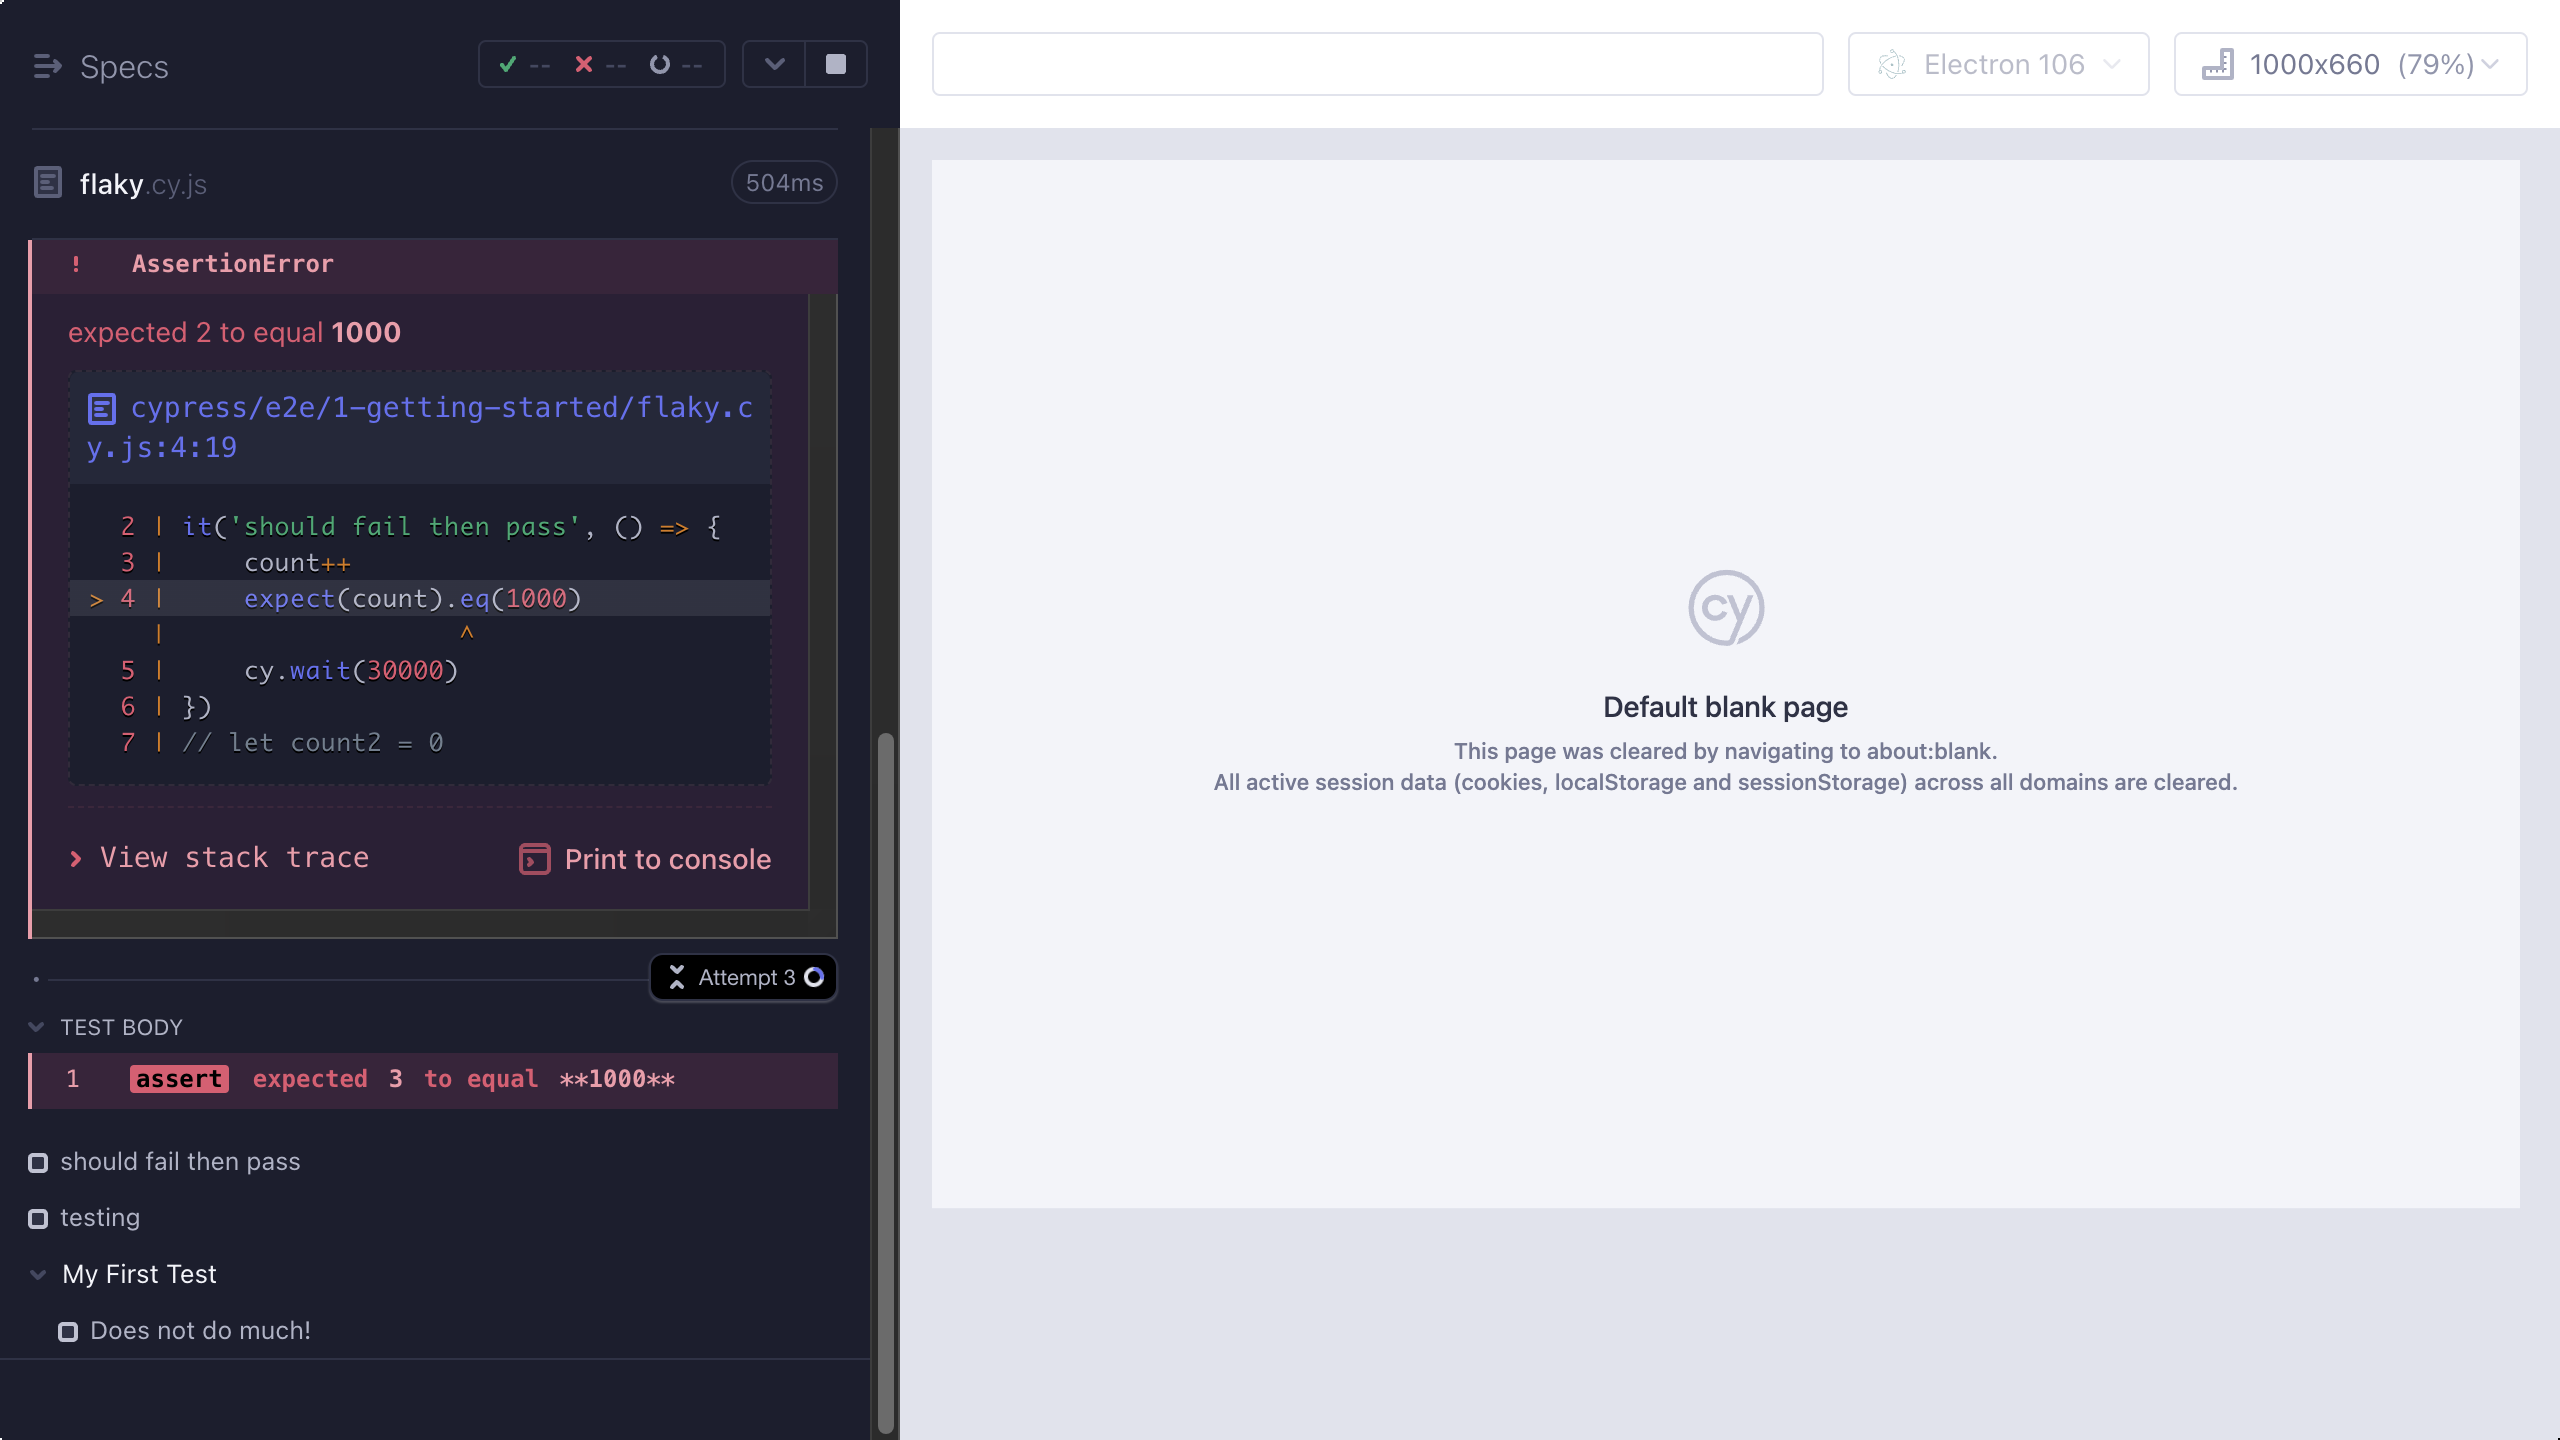 Specs
-- -- --
flaky.cy.js 504ms
! AssertionError
expected 2 to equal 1000
cypress/e2e/1-getting-started/flaky.c
y.js:4:19
2 | it('should fail then pass', () => {
3 |     count++
> 4 |     expect(count).eq(1000)
|                   ^
5 |     cy.wait(30000)
6 | })
7 | // let count2 = 0
View stack trace
Print to console
Attempt 3
TEST BODY
1 assert expected 3 to equal **1000**
should fail then pass
testing
My First Test
Does not do much!
Electron 106
1000x660 (79%)
cy
Default blank page
This page was cleared by navigating to about:blank.
All active session data (cookies, localStorage and sessionStorage) across all domains are cleared.